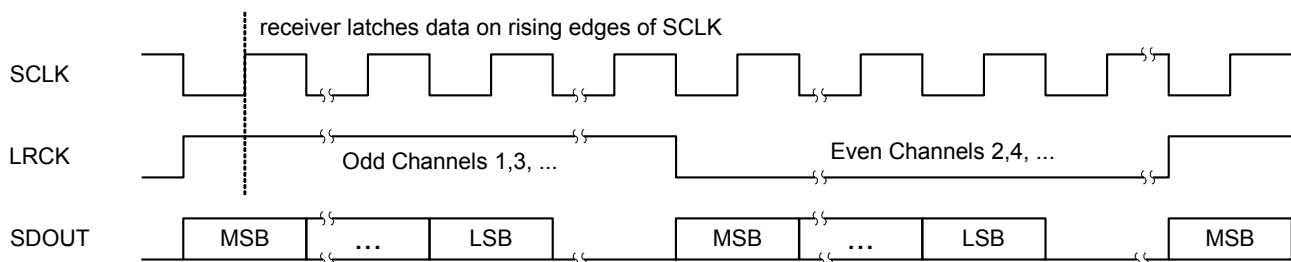 receiver latches data on rising edges of SCLK
SCLK
LRCK
Odd Channels 1,3, ...
Even Channels 2,4, ...
SDOUT
MSB
...
LSB
MSB
...
LSB
MSB